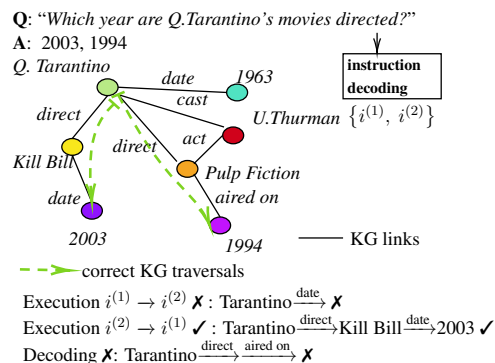 Q: “Which year are Q.Tarantino’s movies directed?”
A: 2003, 1994
Q. Tarantino
date
1963
cast
instruction
decoding
U.Thurman
{i^(1), i^(2)}
direct
direct
act
Kill Bill
Pulp Fiction
date
aired on
2003
1994
KG links
correct KG traversals
Execution i^(1) → i^(2) ✗: Tarantino —date→ ✗
Execution i^(2) → i^(1) ✓: Tarantino —direct→ Kill Bill —date→ 2003 ✓
Decoding ✗: Tarantino —direct→ —aired on→ ✗